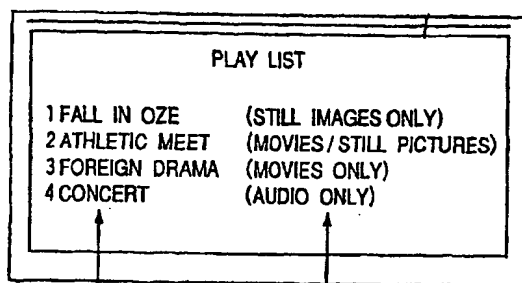 PLAY LIST
1 FALL IN OZE (STILL IMAGES ONLY)
2 ATHLETIC MEET (MOVIES / STILL PICTURES)
3 FOREIGN DRAMA (MOVIES ONLY)
4 CONCERT (AUDIO ONLY)